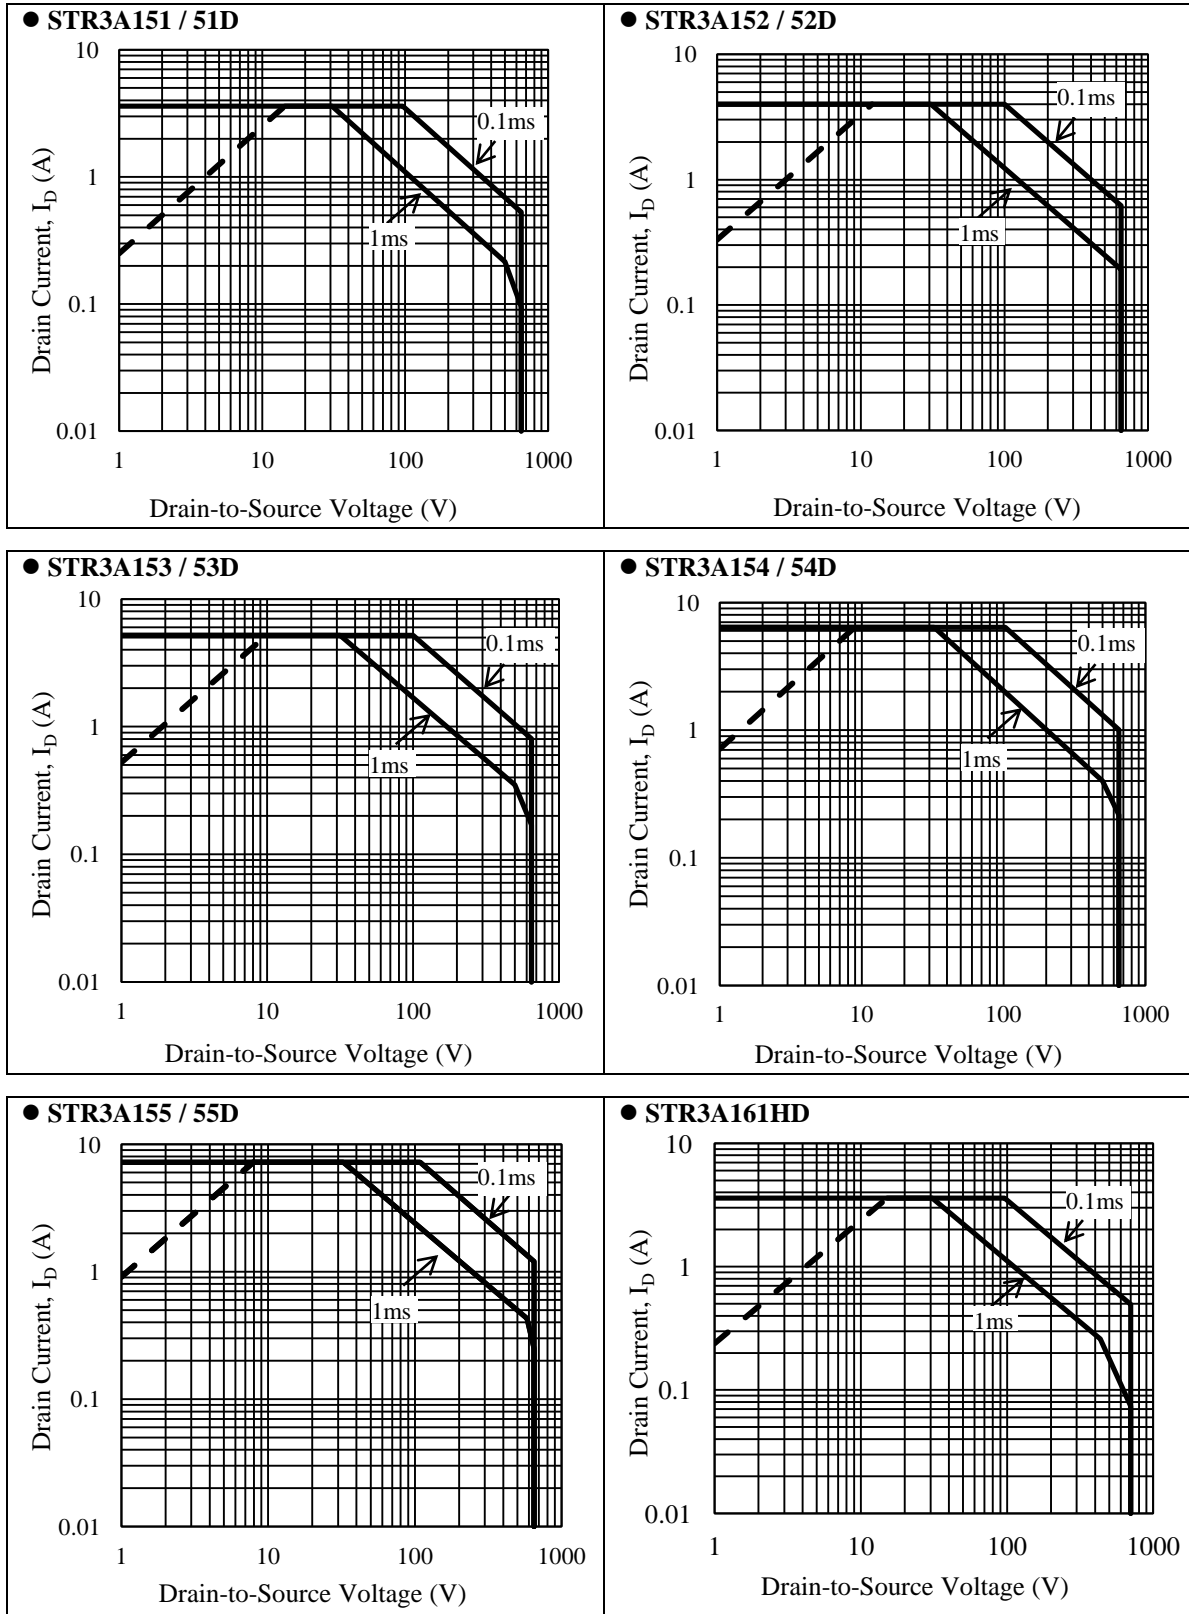 ● STR3A151 / 51D
10
1
0.1
0.01
1 10 100 1000
Drain-to-Source Voltage (V)
Drain Current, I_D (A)
0.1ms
1ms
● STR3A152 / 52D
10
1
0.1
0.01
1 10 100 1000
Drain-to-Source Voltage (V)
Drain Current, I_D (A)
0.1ms
1ms
● STR3A153 / 53D
10
1
0.1
0.01
1 10 100 1000
Drain-to-Source Voltage (V)
Drain Current, I_D (A)
0.1ms
1ms
● STR3A154 / 54D
10
1
0.1
0.01
1 10 100 1000
Drain-to-Source Voltage (V)
Drain Current, I_D (A)
0.1ms
1ms
● STR3A155 / 55D
10
1
0.1
0.01
1 10 100 1000
Drain-to-Source Voltage (V)
Drain Current, I_D (A)
0.1ms
1ms
● STR3A161HD
10
1
0.1
0.01
1 10 100 1000
Drain-to-Source Voltage (V)
Drain Current, I_D (A)
0.1ms
1ms